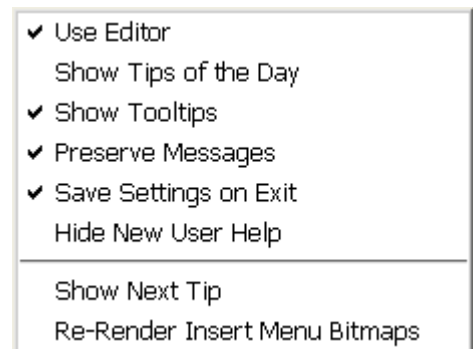 Use Editor
Show Tips of the Day
Show Tooltips
Preserve Messages
Save Settings on Exit
Hide New User Help
Show Next Tip
Re-Render Insert Menu Bitmaps